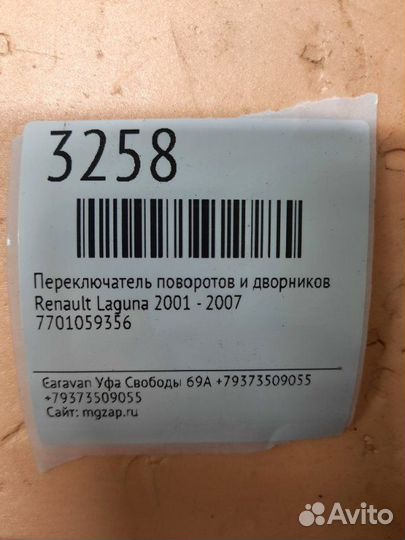 3258
Переключатель поворотов и дворников
Renault Laguna 2001 - 2007
7701059356
Caravan Уфа Свободы 69А +79373509055
+79373509055
Сайт: mgzap.ru
Avito